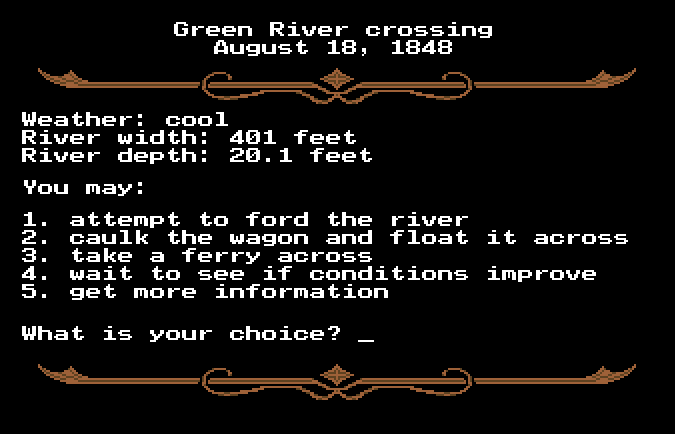 Green River crossing
August 18, 1848
Weather: cool
River width: 401 feet
River depth: 20.1 feet
You may:
1. attempt to ford the river
2. caulk the wagon and float it across
3. take a ferry across
4. wait to see if conditions improve
5. get more information
What is your choice? _